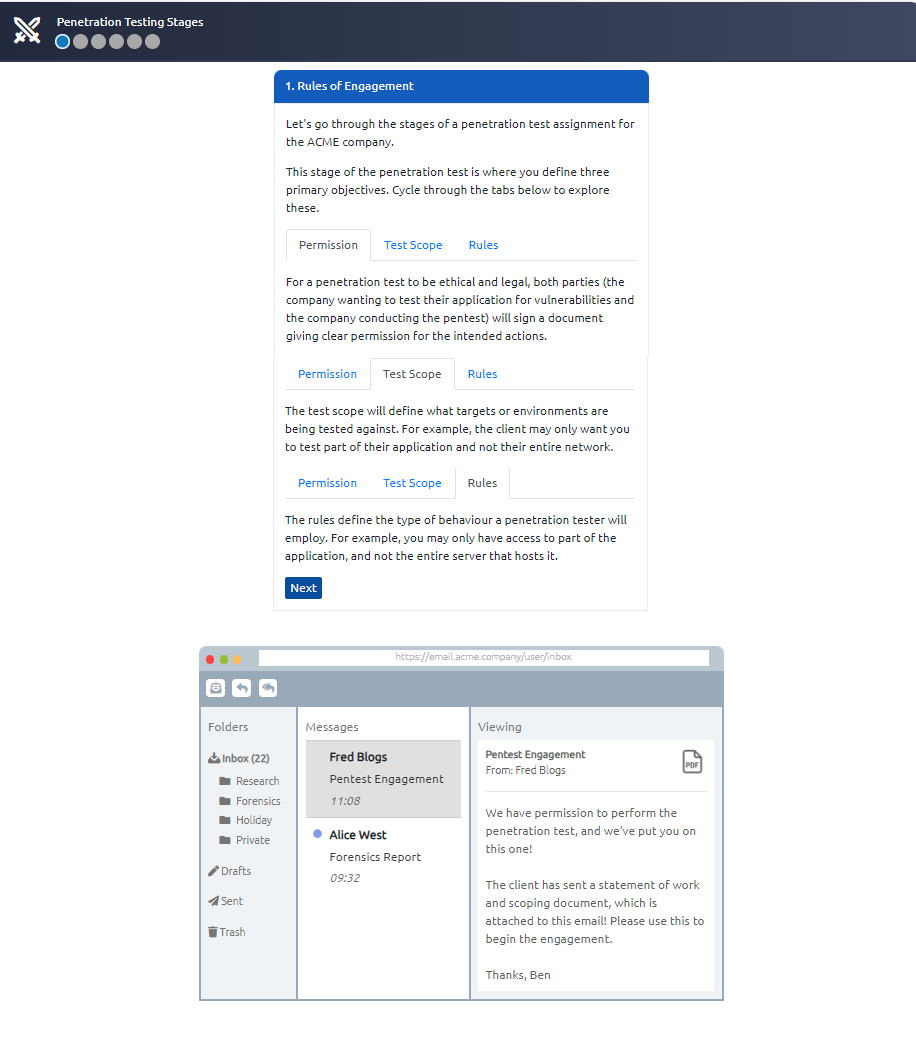 Penetration Testing Stages
1. Rules of Engagement
Let's go through the stages of a penetration test assignment for
the ACME company.
This stage of the penetration test is where you define three
primary objectives. Cycle through the tabs below to explore
these.
Permission Test Scope Rules
For a penetration test to be ethical and legal, both parties (the
company wanting to test their application for vulnerabilities and
the company conducting the pentest) will sign a document
giving clear permission for the intended actions.
Permission Test Scope Rules
The test scope will define what targets or environments are
being tested against. For example, the client may only want you
to test part of their application and not their entire network.
Permission Test Scope Rules
The rules define the type of behaviour a penetration tester will
employ. For example, you may only have access to part of the
application, and not the entire server that hosts it.
Next
https://email.acme.company/user/inbox
Folders
Inbox (22)
Research
Forensics
Holiday
Private
Drafts
Sent
Trash
Messages
Fred Blogs
Pentest Engagement
11:08
Alice West
Forensics Report
09:32
Viewing
Pentest Engagement
From: Fred Blogs
PDF
We have permission to perform the
penetration test, and we've put you on
this one!
The client has sent a statement of work
and scoping document, which is
attached to this email! Please use this to
begin the engagement.
Thanks, Ben